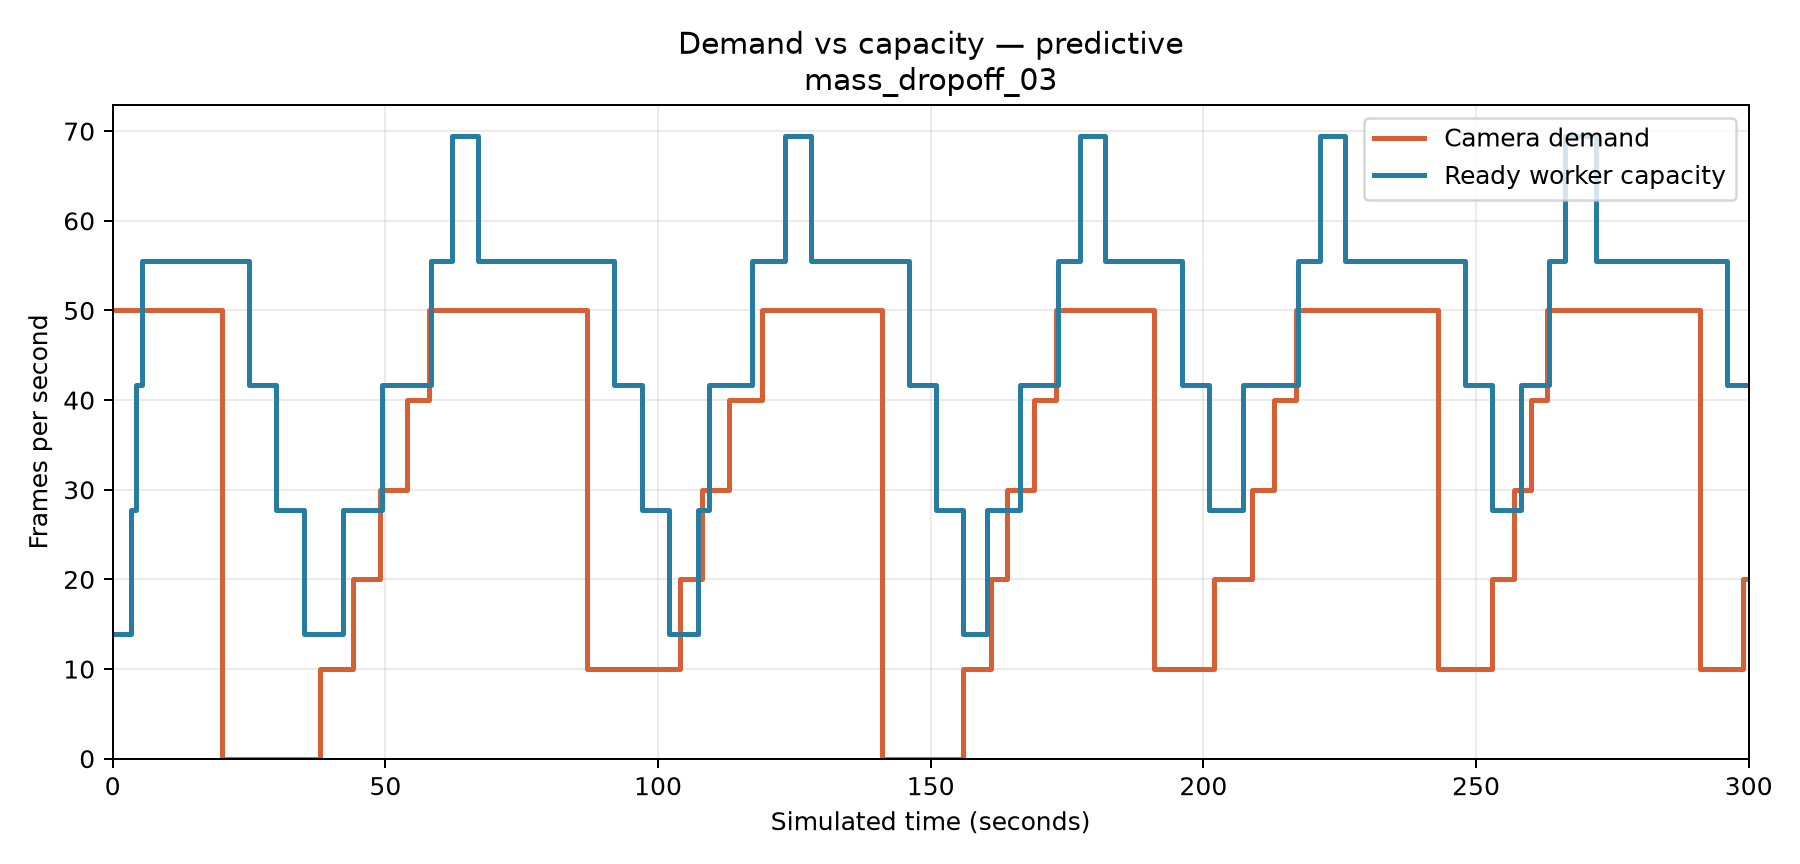 Demand vs capacity — predictive
mass_dropoff_03
Camera demand
Ready worker capacity
Frames per second
70
60
50
40
30
20
10
0
0 50 100 150 200 250 300
Simulated time (seconds)